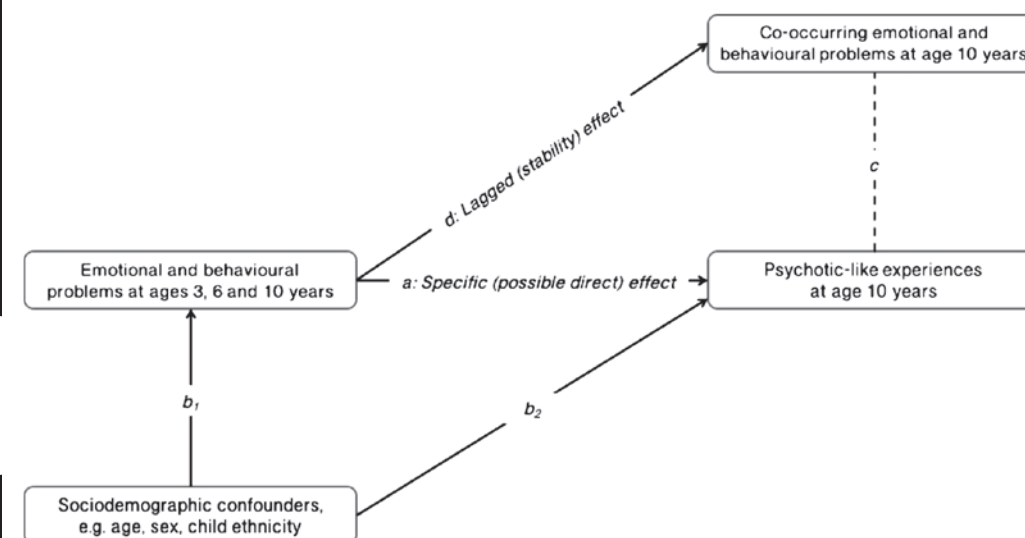 Co-occurring emotional and
behavioural problems at age 10 years
d: Lagged (stability) effect
c
Emotional and behavioural
problems at ages 3, 6 and 10 years
a: Specific (possible direct) effect
Psychotic-like experiences
at age 10 years
b₁
b₂
Sociodemographic confounders,
e.g. age, sex, child ethnicity